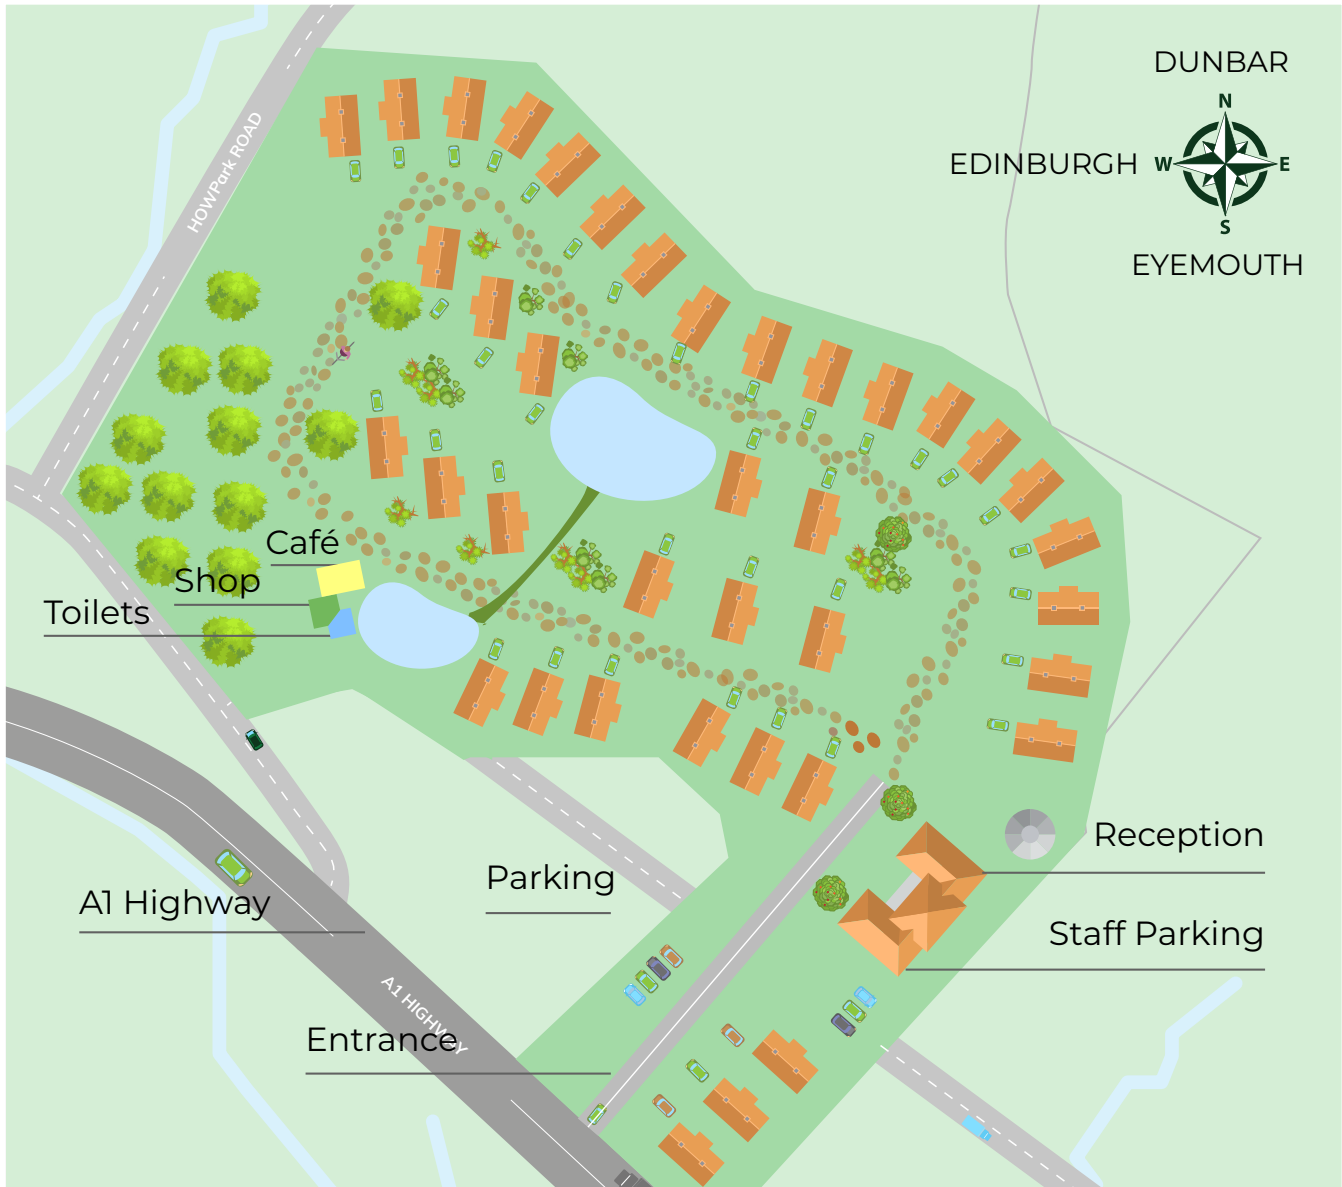 DUNBAR
N
EDINBURGH W E
S
EYEMOUTH
HOWPark ROAD
Café
Shop
Toilets
Reception
Parking
A1 Highway
Staff Parking
A1 HIGHWAY
Entrance